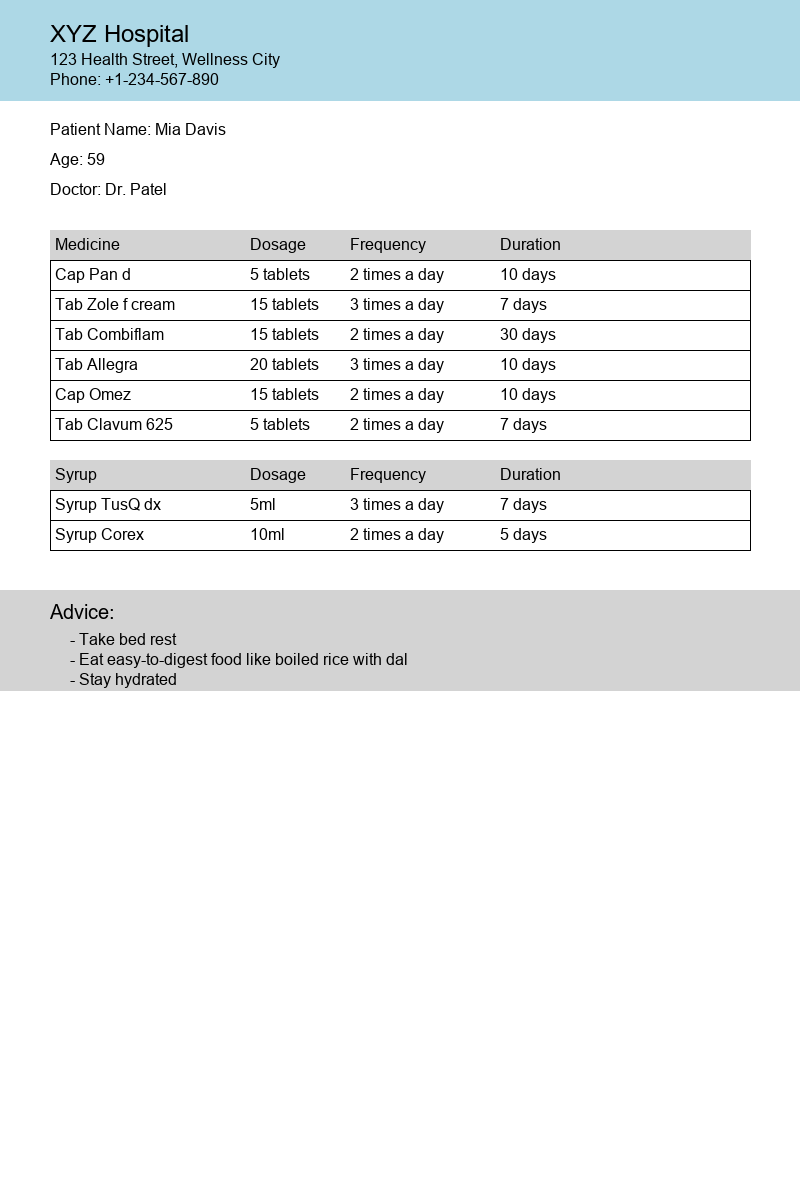 XYZ Hospital
123 Health Street, Wellness City
Phone: +1-234-567-890
Patient Name: Mia Davis
Age: 59
Doctor: Dr. Patel
Medicine Dosage Frequency Duration
Cap Pan d 5 tablets 2 times a day 10 days
Tab Zole f cream 15 tablets 3 times a day 7 days
Tab Combiflam 15 tablets 2 times a day 30 days
Tab Allegra 20 tablets 3 times a day 10 days
Cap Omez 15 tablets 2 times a day 10 days
Tab Clavum 625 5 tablets 2 times a day 7 days
Syrup Dosage Frequency Duration
Syrup TusQ dx 5ml 3 times a day 7 days
Syrup Corex 10ml 2 times a day 5 days
Advice:
- Take bed rest
- Eat easy-to-digest food like boiled rice with dal
- Stay hydrated